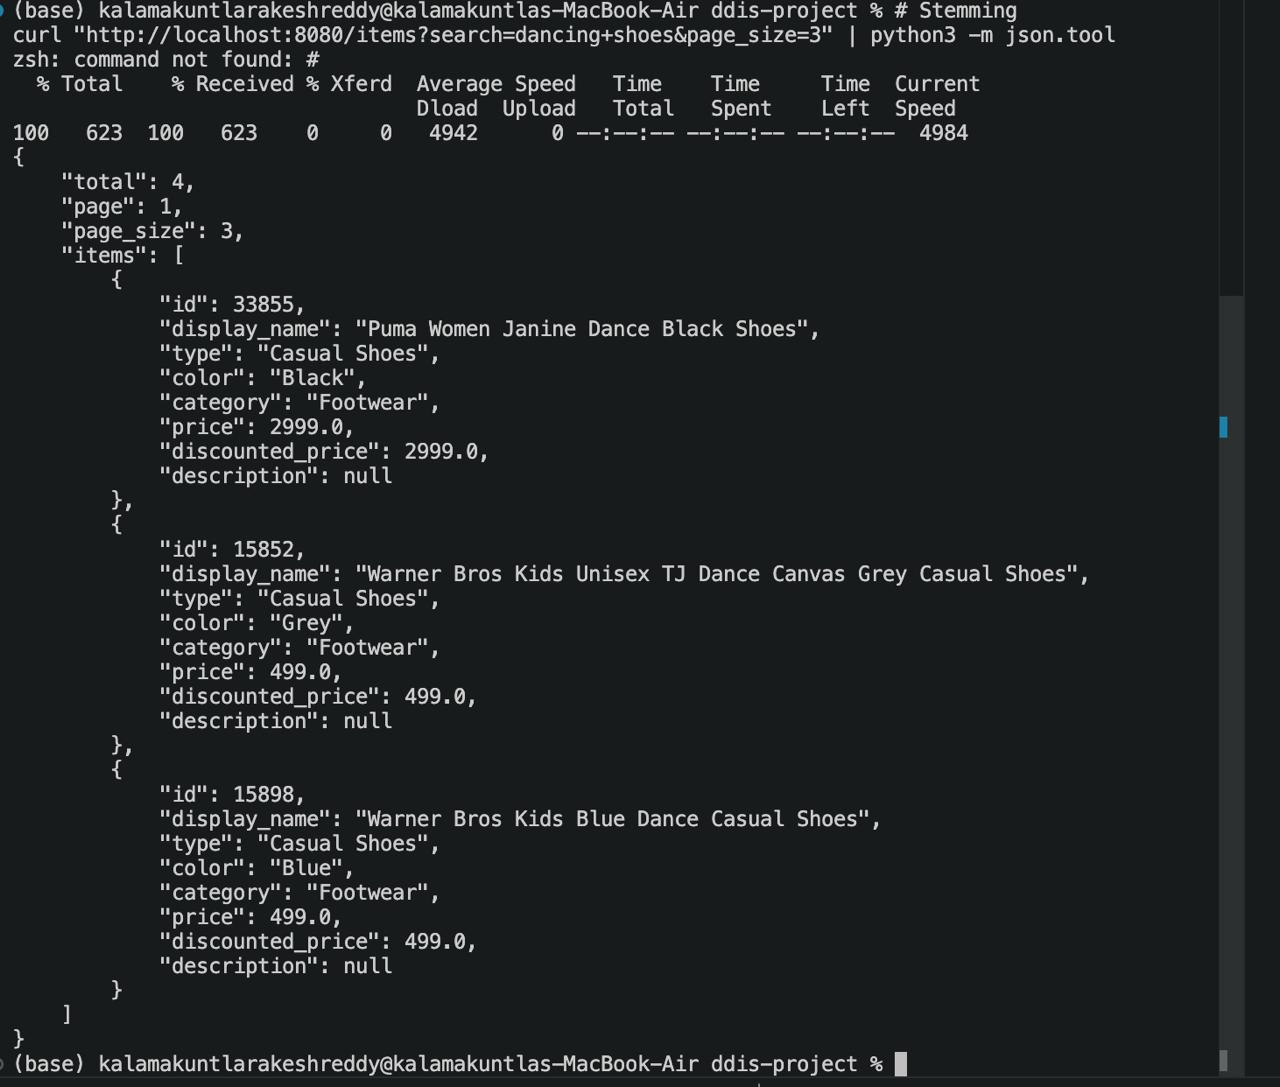 (base) kalamakuntlarakeshreddy@kalamakuntlas-MacBook-Air ddis-project % # Stemming
curl "http://localhost:8080/items?search=dancing+shoes&page_size=3" | python3 -m json.tool
zsh: command not found: #
  % Total    % Received % Xferd  Average Speed   Time    Time     Time  Current
                                 Dload  Upload   Total   Spent    Left  Speed
100   623  100   623    0     0   4942      0 --:--:-- --:--:-- --:--:--  4984
{
    "total": 4,
    "page": 1,
    "page_size": 3,
    "items": [
        {
            "id": 33855,
            "display_name": "Puma Women Janine Dance Black Shoes",
            "type": "Casual Shoes",
            "color": "Black",
            "category": "Footwear",
            "price": 2999.0,
            "discounted_price": 2999.0,
            "description": null
        },
        {
            "id": 15852,
            "display_name": "Warner Bros Kids Unisex TJ Dance Canvas Grey Casual Shoes",
            "type": "Casual Shoes",
            "color": "Grey",
            "category": "Footwear",
            "price": 499.0,
            "discounted_price": 499.0,
            "description": null
        },
        {
            "id": 15898,
            "display_name": "Warner Bros Kids Blue Dance Casual Shoes",
            "type": "Casual Shoes",
            "color": "Blue",
            "category": "Footwear",
            "price": 499.0,
            "discounted_price": 499.0,
            "description": null
        }
    ]
}
(base) kalamakuntlarakeshreddy@kalamakuntlas-MacBook-Air ddis-project %